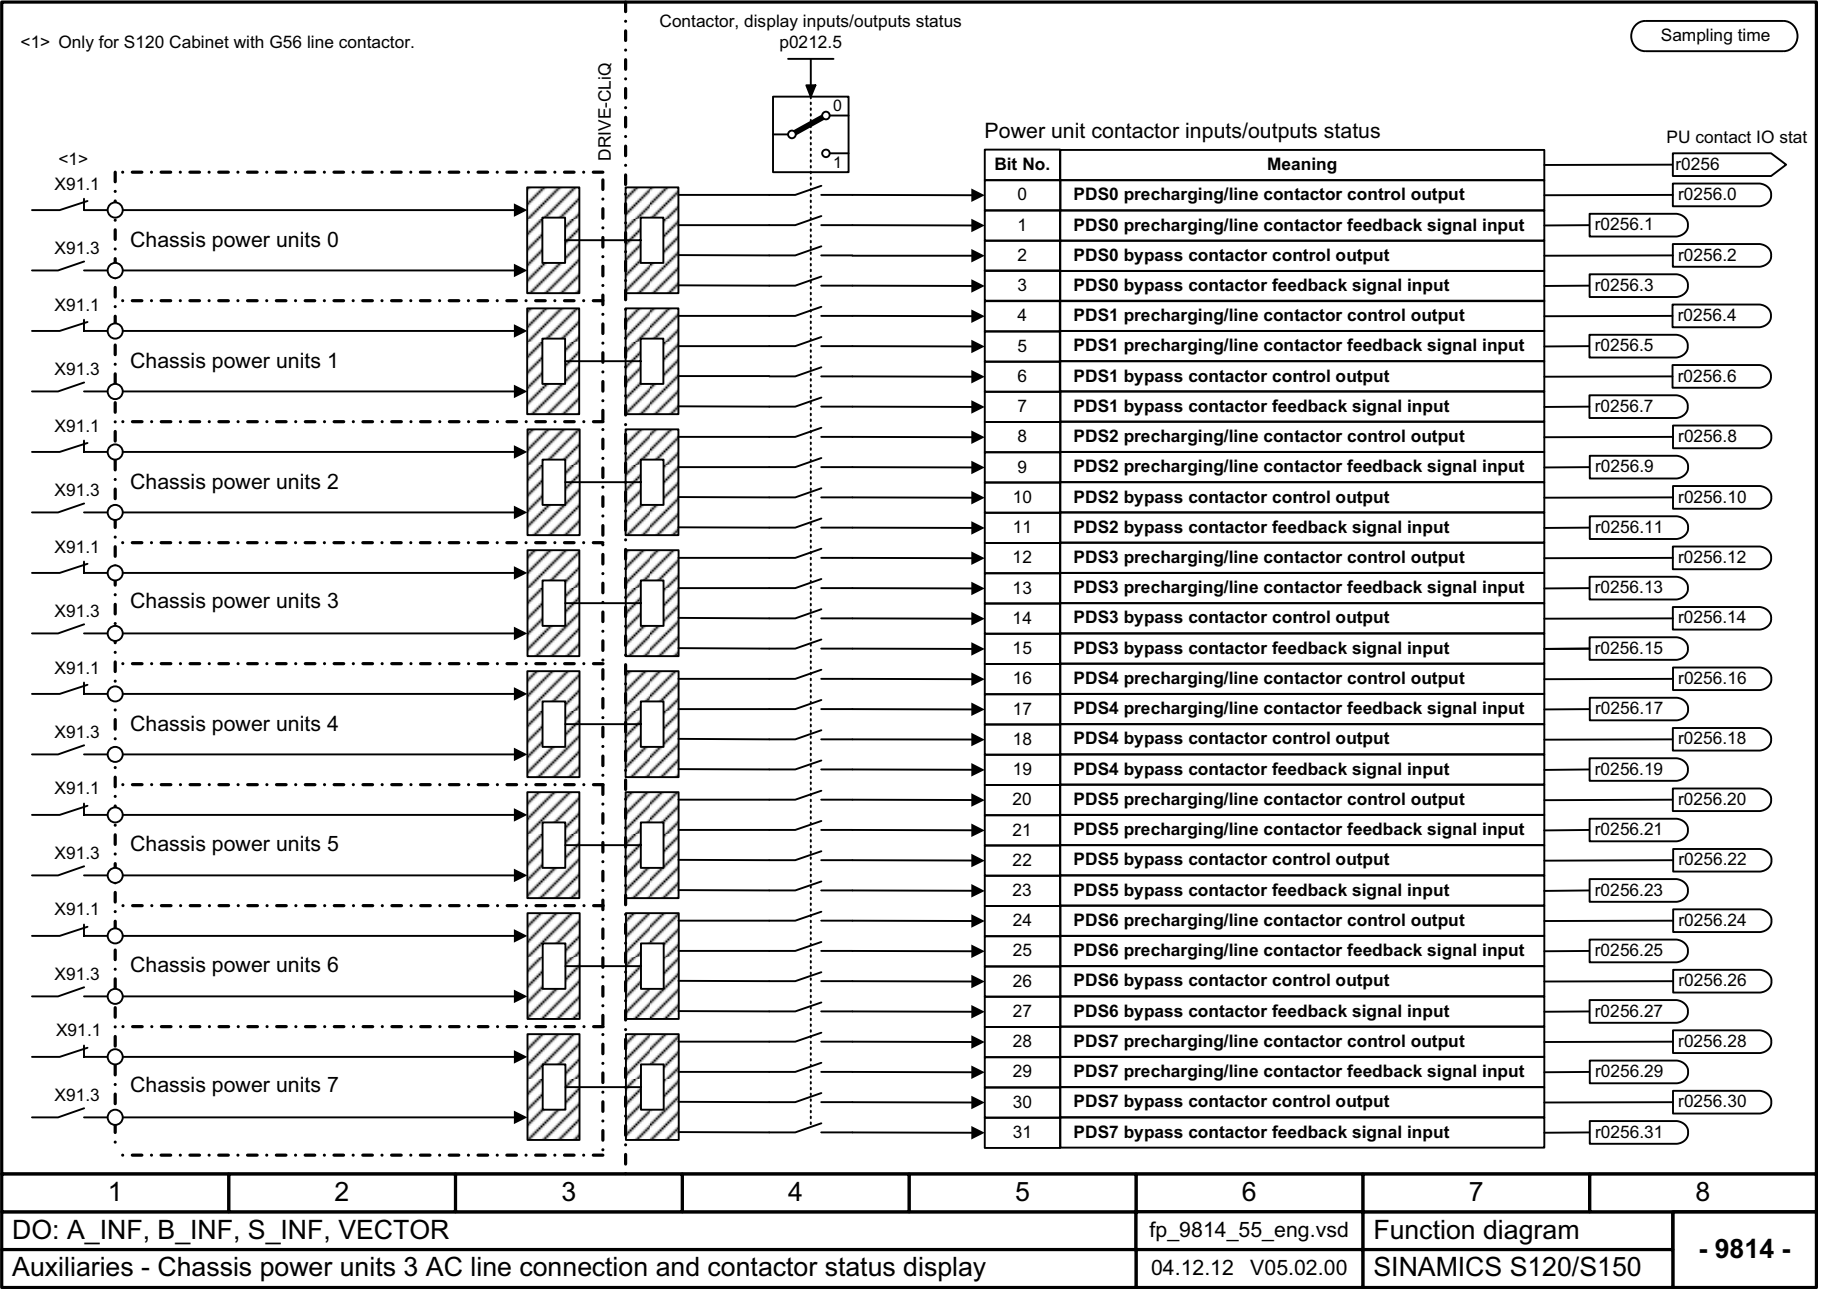 <1> Only for S120 Cabinet with G56 line contactor.
Contactor, display inputs/outputs status
p0212.5
Sampling time
DRIVE-CLiQ
0
1
Power unit contactor inputs/outputs status
PU contact IO stat
Bit No. Meaning r0256
0 PDS0 precharging/line contactor control output r0256.0
1 PDS0 precharging/line contactor feedback signal input r0256.1
2 PDS0 bypass contactor control output r0256.2
3 PDS0 bypass contactor feedback signal input r0256.3
4 PDS1 precharging/line contactor control output r0256.4
5 PDS1 precharging/line contactor feedback signal input r0256.5
6 PDS1 bypass contactor control output r0256.6
7 PDS1 bypass contactor feedback signal input r0256.7
8 PDS2 precharging/line contactor control output r0256.8
9 PDS2 precharging/line contactor feedback signal input r0256.9
10 PDS2 bypass contactor control output r0256.10
11 PDS2 bypass contactor feedback signal input r0256.11
12 PDS3 precharging/line contactor control output r0256.12
13 PDS3 precharging/line contactor feedback signal input r0256.13
14 PDS3 bypass contactor control output r0256.14
15 PDS3 bypass contactor feedback signal input r0256.15
16 PDS4 precharging/line contactor control output r0256.16
17 PDS4 precharging/line contactor feedback signal input r0256.17
18 PDS4 bypass contactor control output r0256.18
19 PDS4 bypass contactor feedback signal input r0256.19
20 PDS5 precharging/line contactor control output r0256.20
21 PDS5 precharging/line contactor feedback signal input r0256.21
22 PDS5 bypass contactor control output r0256.22
23 PDS5 bypass contactor feedback signal input r0256.23
24 PDS6 precharging/line contactor control output r0256.24
25 PDS6 precharging/line contactor feedback signal input r0256.25
26 PDS6 bypass contactor control output r0256.26
27 PDS6 bypass contactor feedback signal input r0256.27
28 PDS7 precharging/line contactor control output r0256.28
29 PDS7 precharging/line contactor feedback signal input r0256.29
30 PDS7 bypass contactor control output r0256.30
31 PDS7 bypass contactor feedback signal input r0256.31
<1>
X91.1
Chassis power units 0
X91.3
X91.1
Chassis power units 1
X91.3
X91.1
Chassis power units 2
X91.3
X91.1
Chassis power units 3
X91.3
X91.1
Chassis power units 4
X91.3
X91.1
Chassis power units 5
X91.3
X91.1
Chassis power units 6
X91.3
X91.1
Chassis power units 7
X91.3
1 2 3 4 5 6 7 8
DO: A_INF, B_INF, S_INF, VECTOR fp_9814_55_eng.vsd Function diagram
- 9814 -
Auxiliaries - Chassis power units 3 AC line connection and contactor status display 04.12.12 V05.02.00 SINAMICS S120/S150